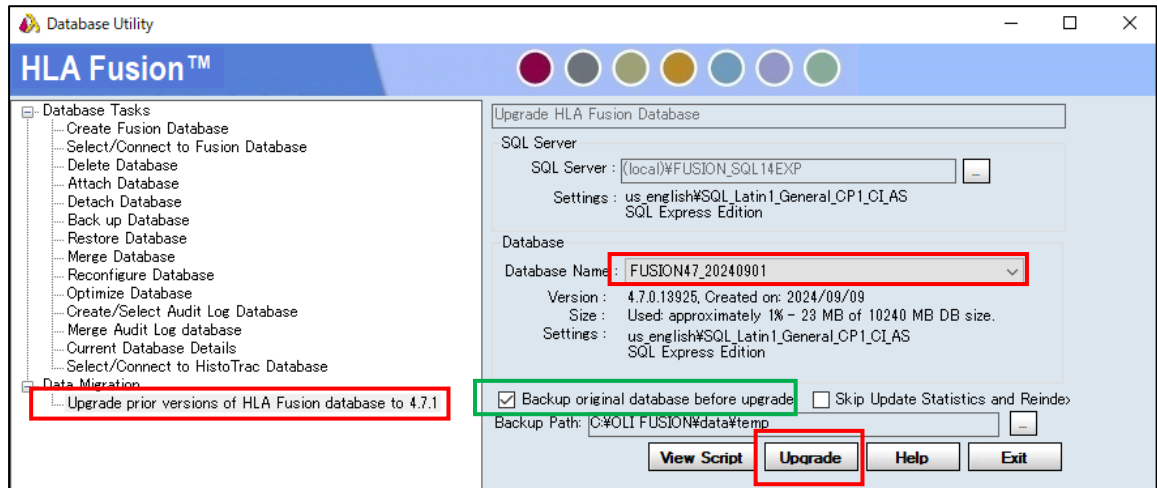 Database Utility
HLA Fusion™
Database Tasks
Create Fusion Database
Select/Connect to Fusion Database
Delete Database
Attach Database
Detach Database
Back up Database
Restore Database
Merge Database
Reconfigure Database
Optimize Database
Create/Select Audit Log Database
Merge Audit Log database
Current Database Details
Select/Connect to HistoTrac Database
Data Migration
Upgrade prior versions of HLA Fusion database to 4.7.1
Upgrade HLA Fusion Database
SQL Server
SQL Server : (local)¥FUSION_SQL14EXP
...
Settings : us_english¥SQL_Latin1_General_CP1_CI_AS
SQL Express Edition
Database
Database Name : FUSION47_20240901
Version : 4.7.0.13925, Created on: 2024/09/09
Size : Used: approximately 1% - 23 MB of 10240 MB DB size.
Settings : us_english¥SQL_Latin1_General_CP1_CI_AS
SQL Express Edition
Backup original database before upgrade Skip Update Statistics and Reindex
Backup Path: C:¥OLI FUSION¥data¥temp
...
View Script Upgrade Help Exit